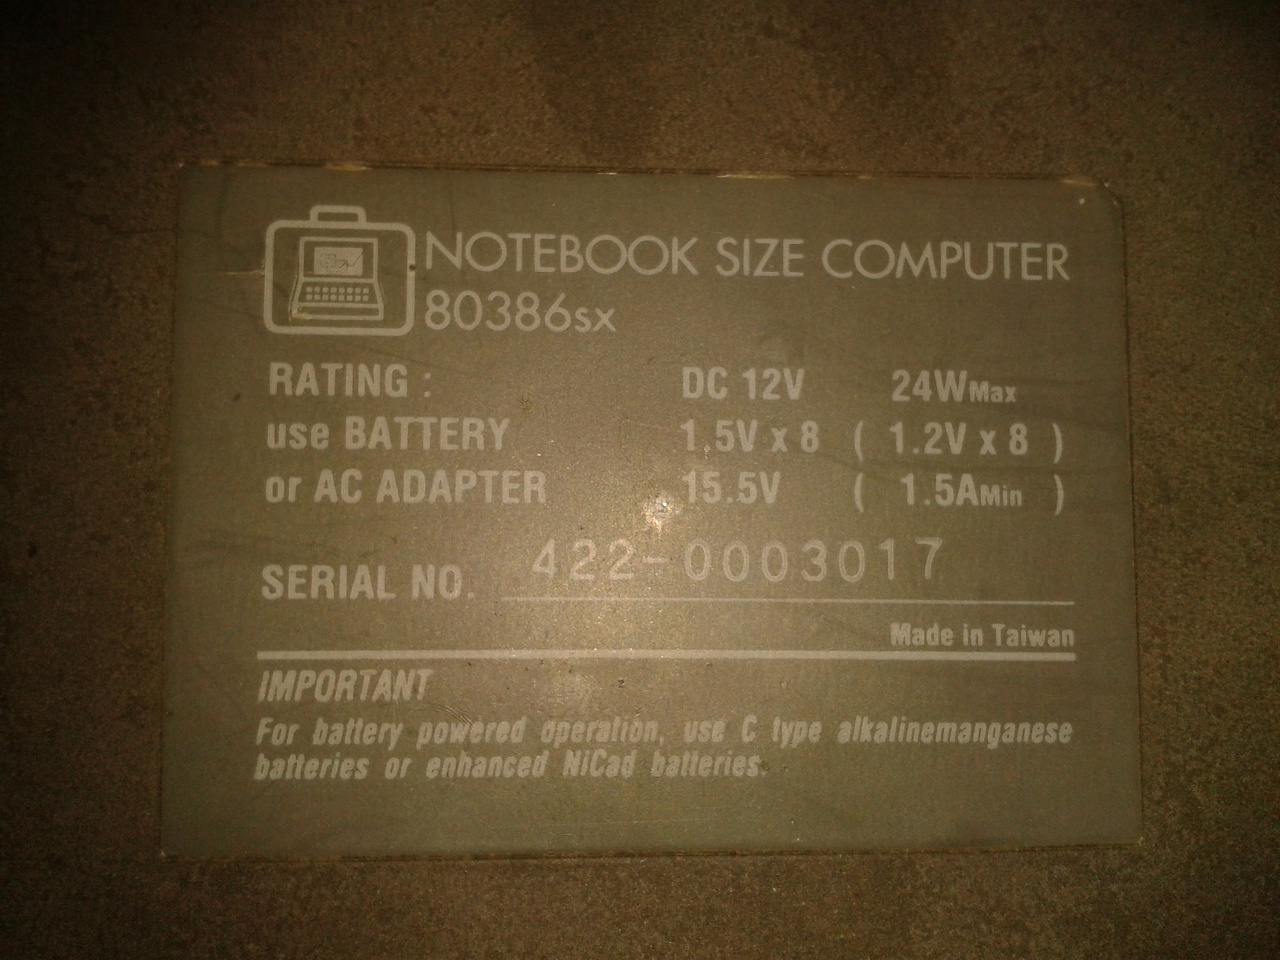 NOTEBOOK SIZE COMPUTER
80386sx
RATING : DC 12V 24WMax
use BATTERY 1.5V x 8 ( 1.2V x 8 )
or AC ADAPTER 15.5V ( 1.5AMin )
SERIAL NO. 422-0003017
Made in Taiwan
IMPORTANT
For battery powered operation, use C type alkalinemanganese
batteries or enhanced NiCad batteries.